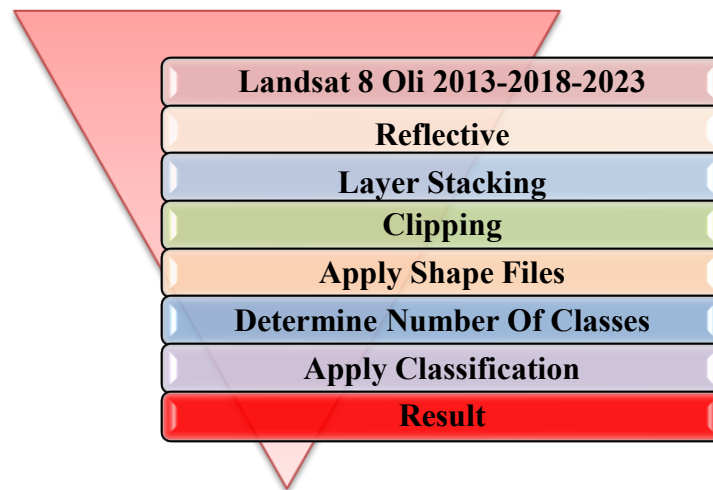 Landsat 8 Oli 2013-2018-2023
Reflective
Layer Stacking
Clipping
Apply Shape Files
Determine Number Of Classes
Apply Classification
Result